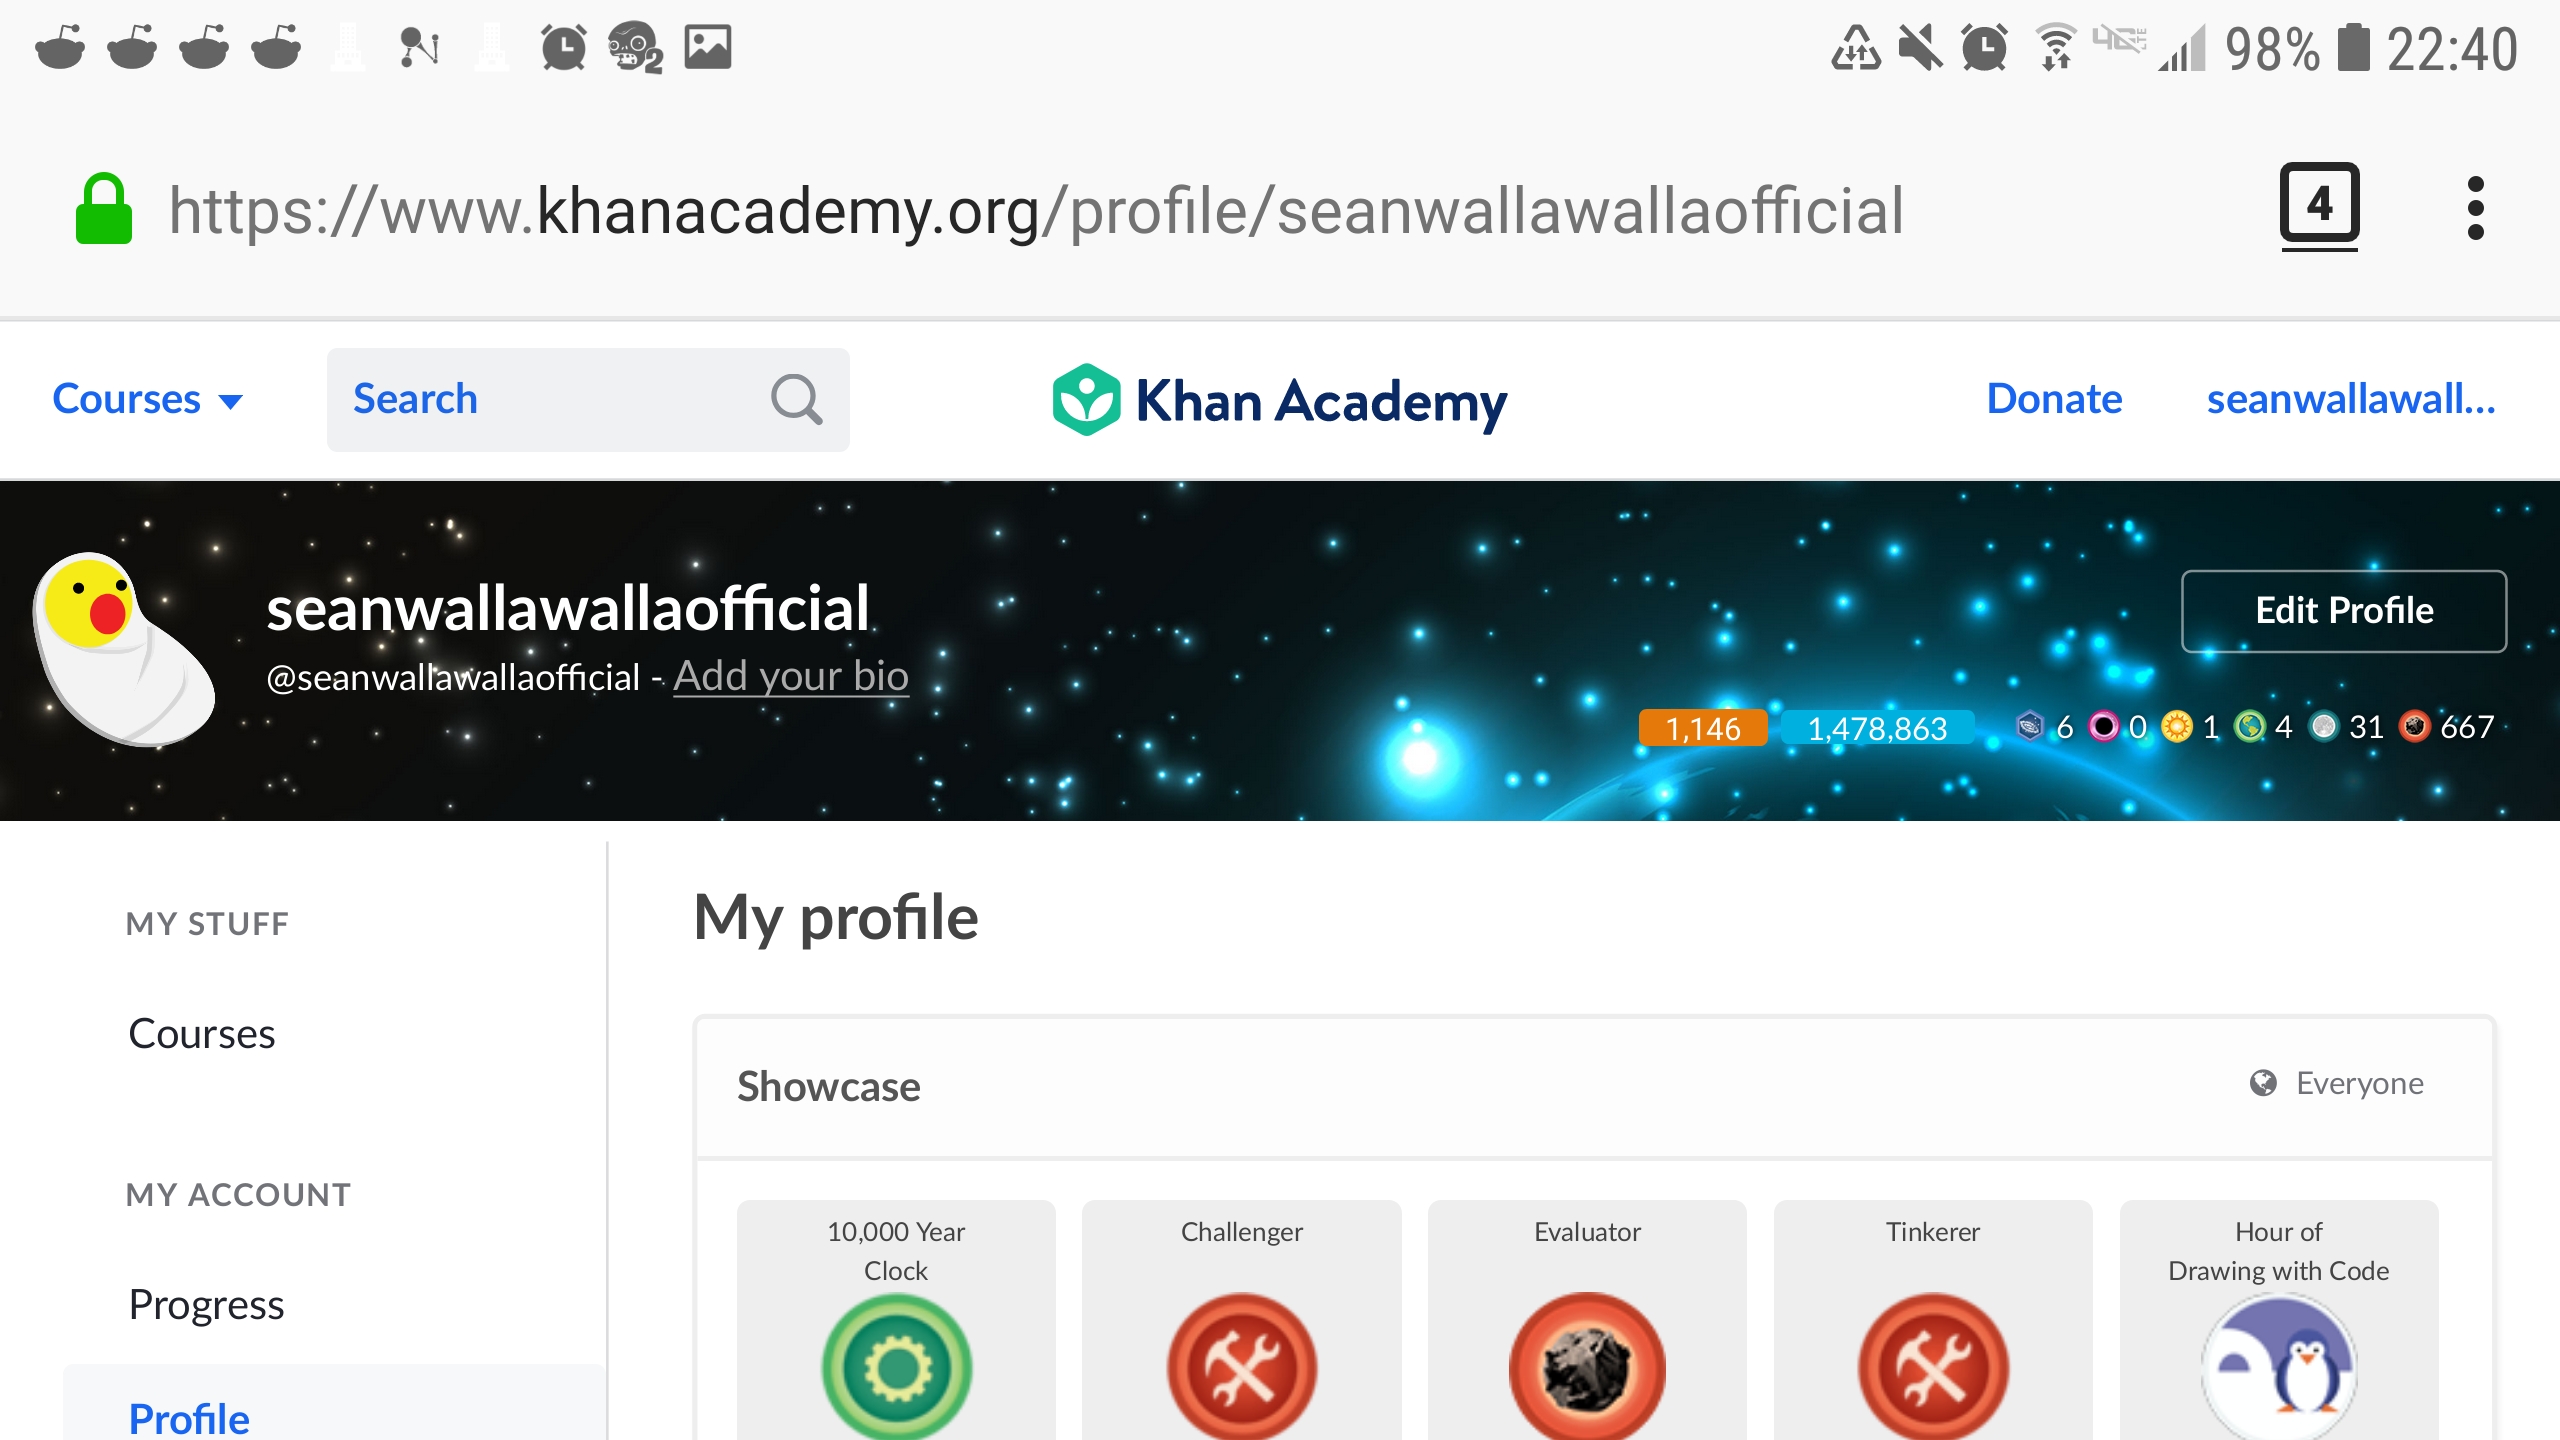 2 98% 22:40
https://www.khanacademy.org/profile/seanwallawallaofficial 4
Courses Search Khan Academy Donate seanwallawall...
seanwallawallaofficial Edit Profile
@seanwallawallaofficial - Add your bio
1,146 1,478,863 6 0 1 4 31 667
MY STUFF
My profile
Courses
Showcase Everyone
MY ACCOUNT
10,000 Year Clock
Challenger
Evaluator
Tinkerer
Hour of
Drawing with Code
Progress
Profile